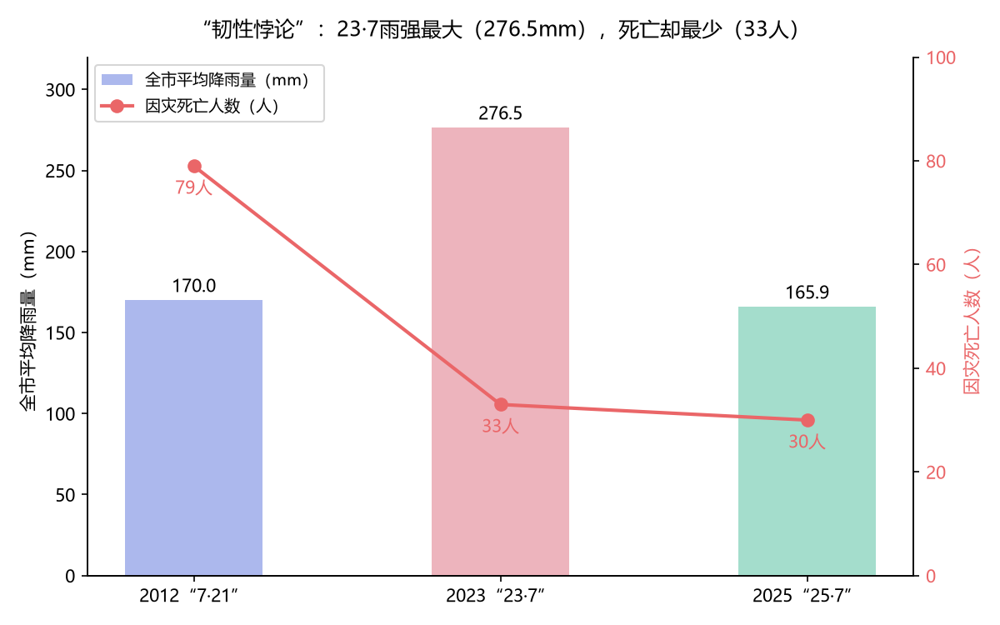 “韧性悖论”：23·7雨强最大（276.5mm），死亡却最少（33人）
全市平均降雨量（mm）
因灾死亡人数（人）
全市平均降雨量（mm）
300
250
200
150
100
50
0
170.0
276.5
165.9
79人
33人
30人
2012“7·21”
2023“23·7”
2025“25·7”
100
80
60
40
20
0
因灾死亡人数（人）